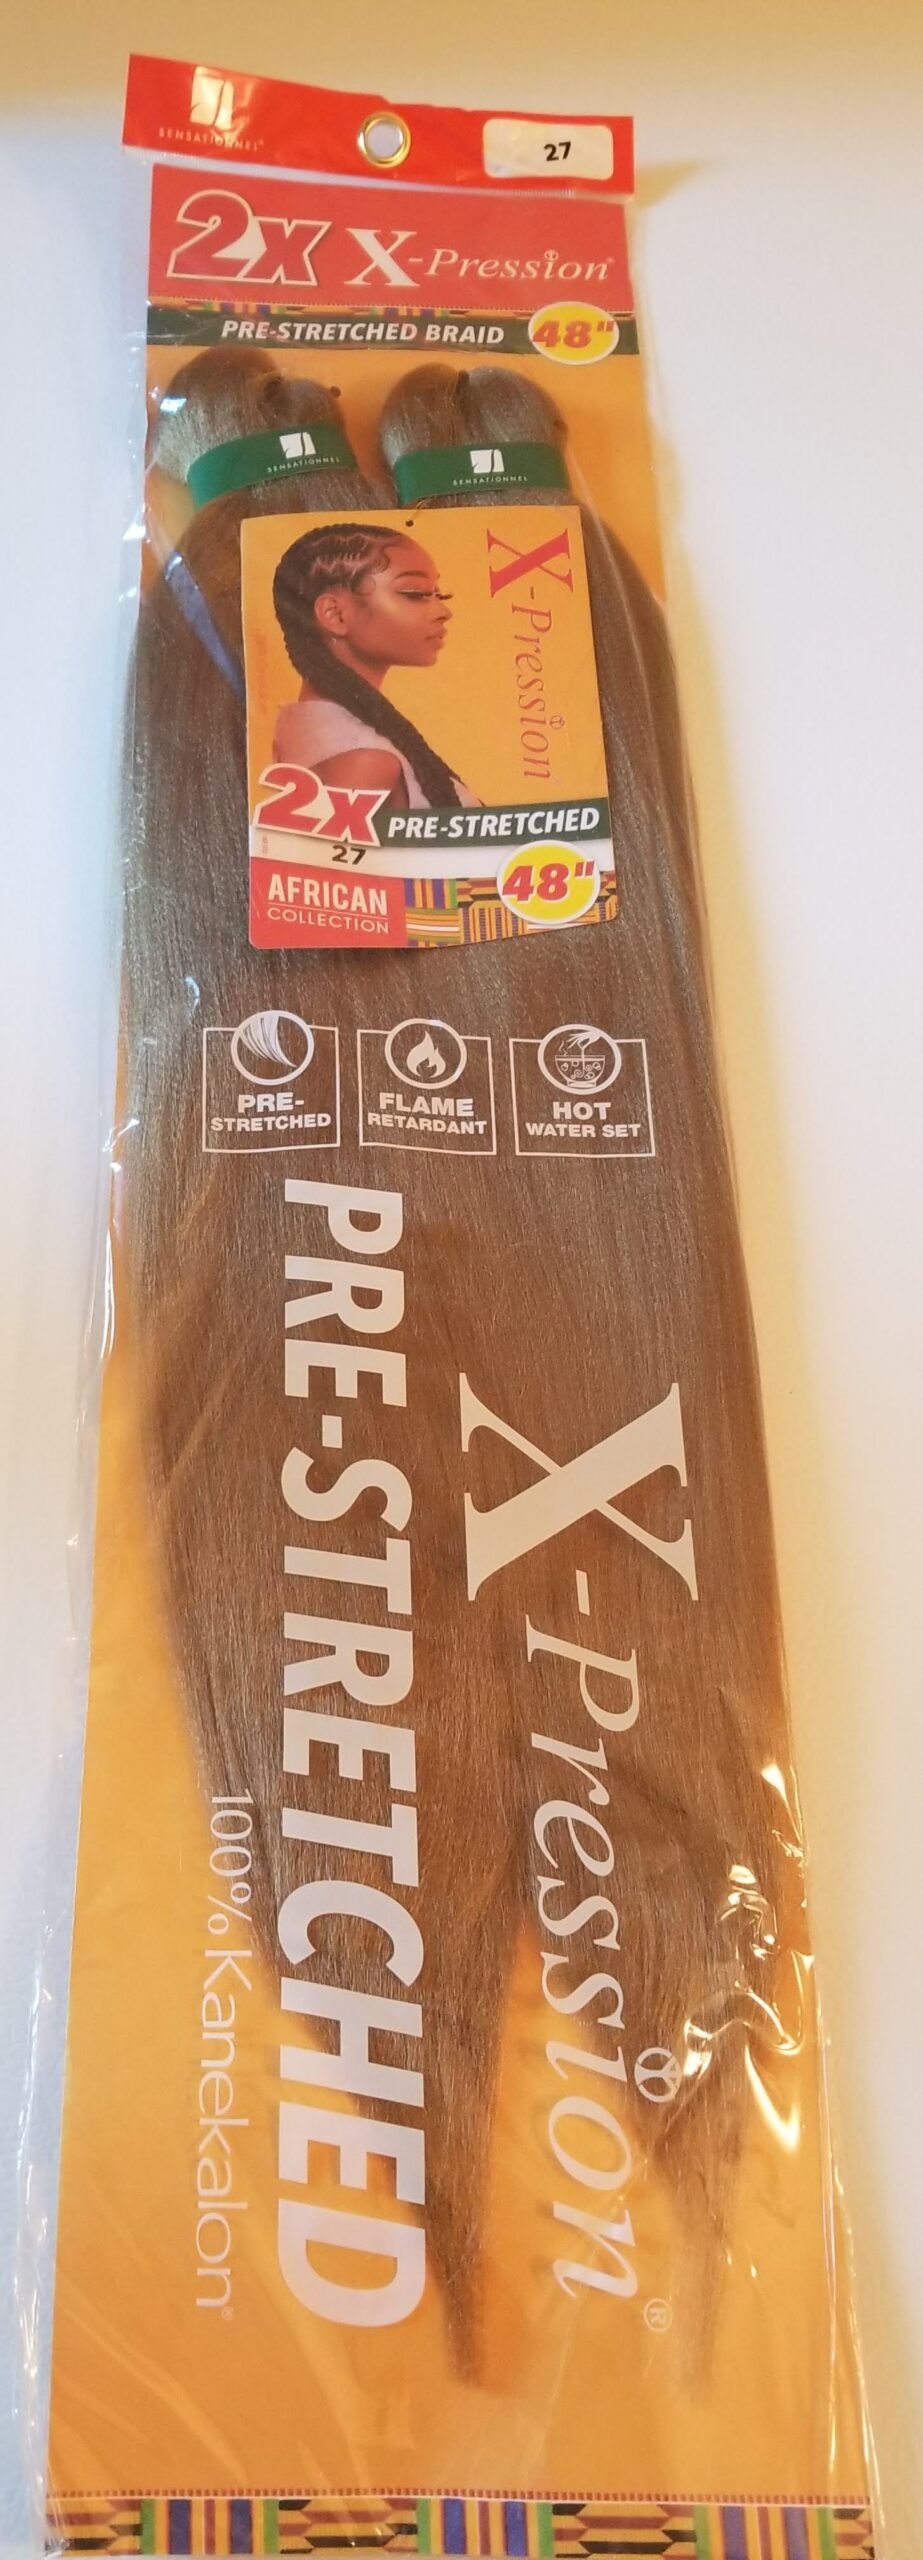 SENSATIONNEL®
27
2X X-Pression®
PRE-STRETCHED BRAID 48"
SENSATIONNEL
SENSATIONNEL
X-Pression
2X PRE-STRETCHED
27
48"
AFRICAN
COLLECTION
PRE-
STRETCHED
FLAME
RETARDANT
HOT
WATER SET
X-Pression®
PRE-STRETCHED
100% Kanekalon®